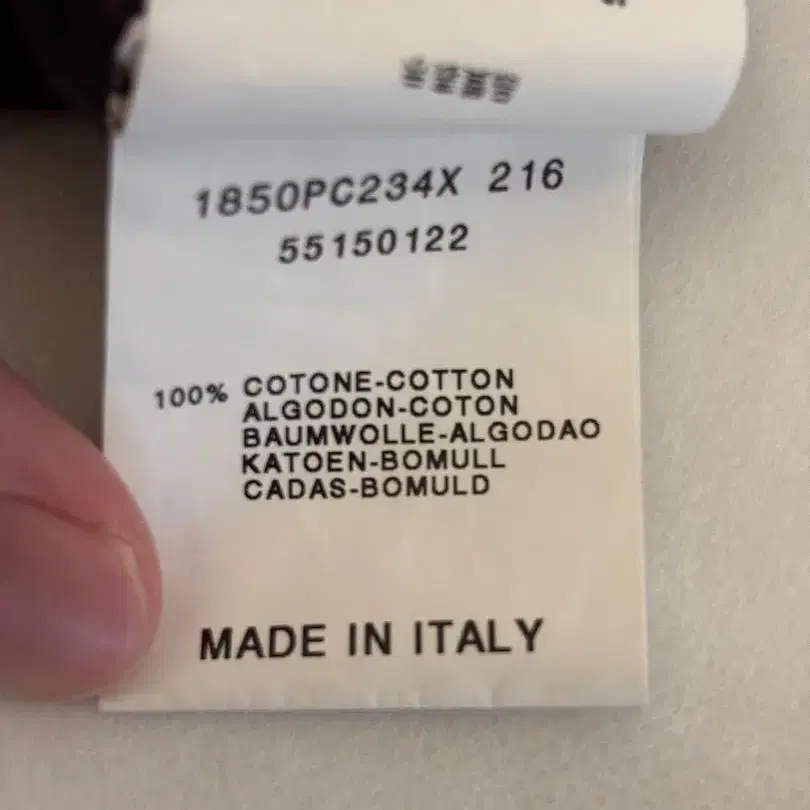 1850PC234X 216
55150122
100% COTONE-COTTON
ALGODON-COTON
BAUMWOLLE-ALGODAO
KATOEN-BOMULL
CADAS-BOMULD
MADE IN ITALY